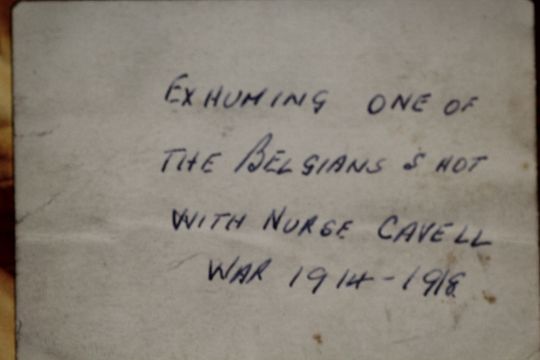 EXHUMING ONE OF
THE BELGIANS SHOT
WITH NURSE CAVELL
WAR 1914-1918